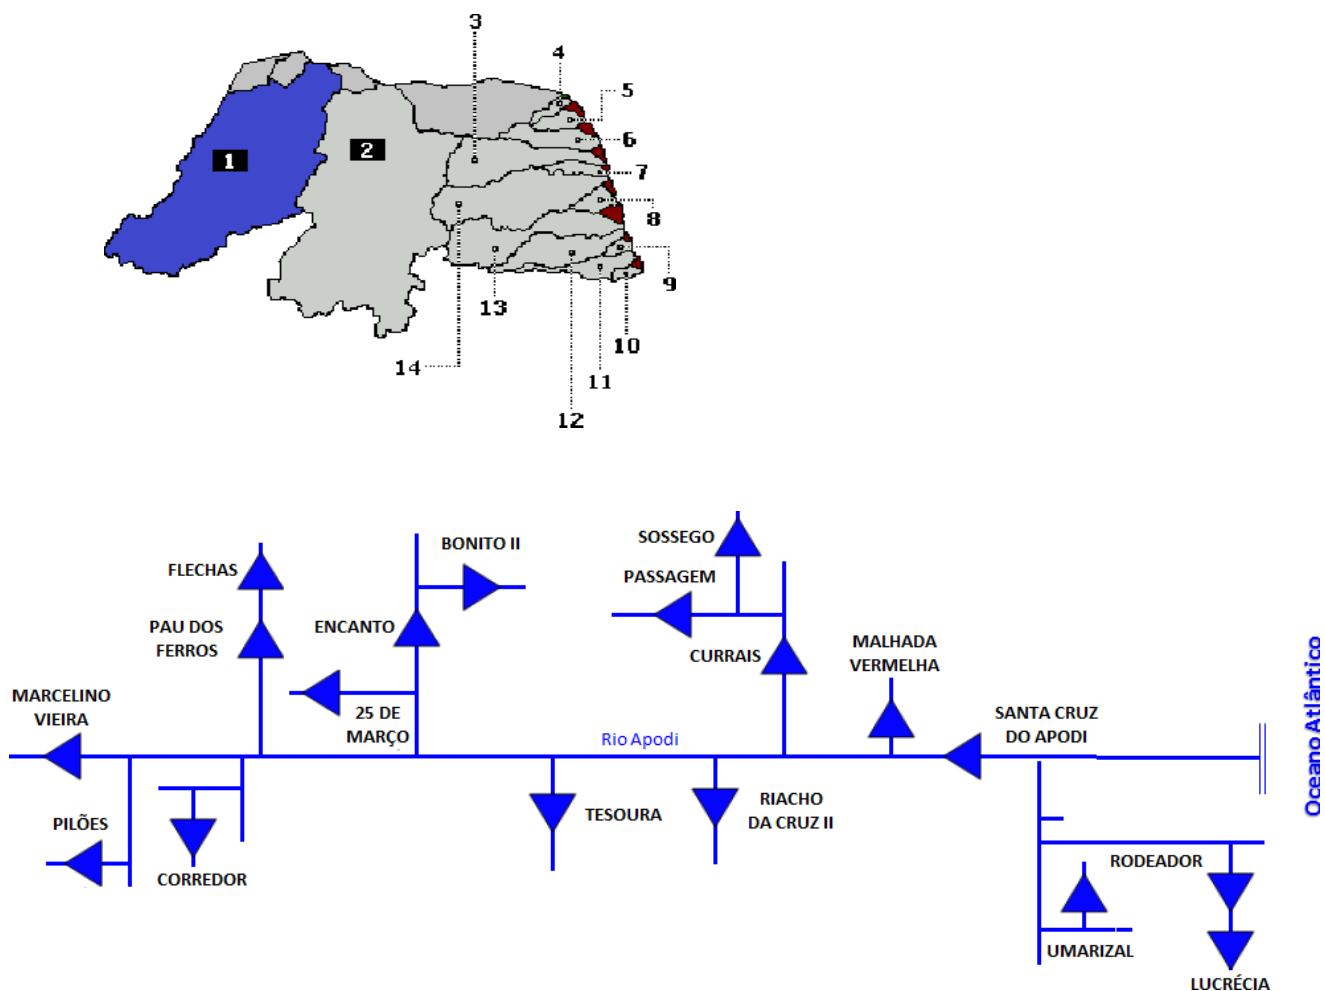 3
4
5
6
1
2
7
8
9
13
10
14
11
12
SOSSEGO
BONITO II
FLECHAS
PASSAGEM
PAU DOS
FERROS
ENCANTO
CURRAIS
MALHADA
VERMELHA
MARCELINO
VIEIRA
25 DE
MARÇO
Rio Apodi
SANTA CRUZ
DO APODI
Oceano Atlântico
PILÕES
CORREDOR
TESOURA
RIACHO
DA CRUZ II
RODEADOR
UMARIZAL
LUCRÉCIA